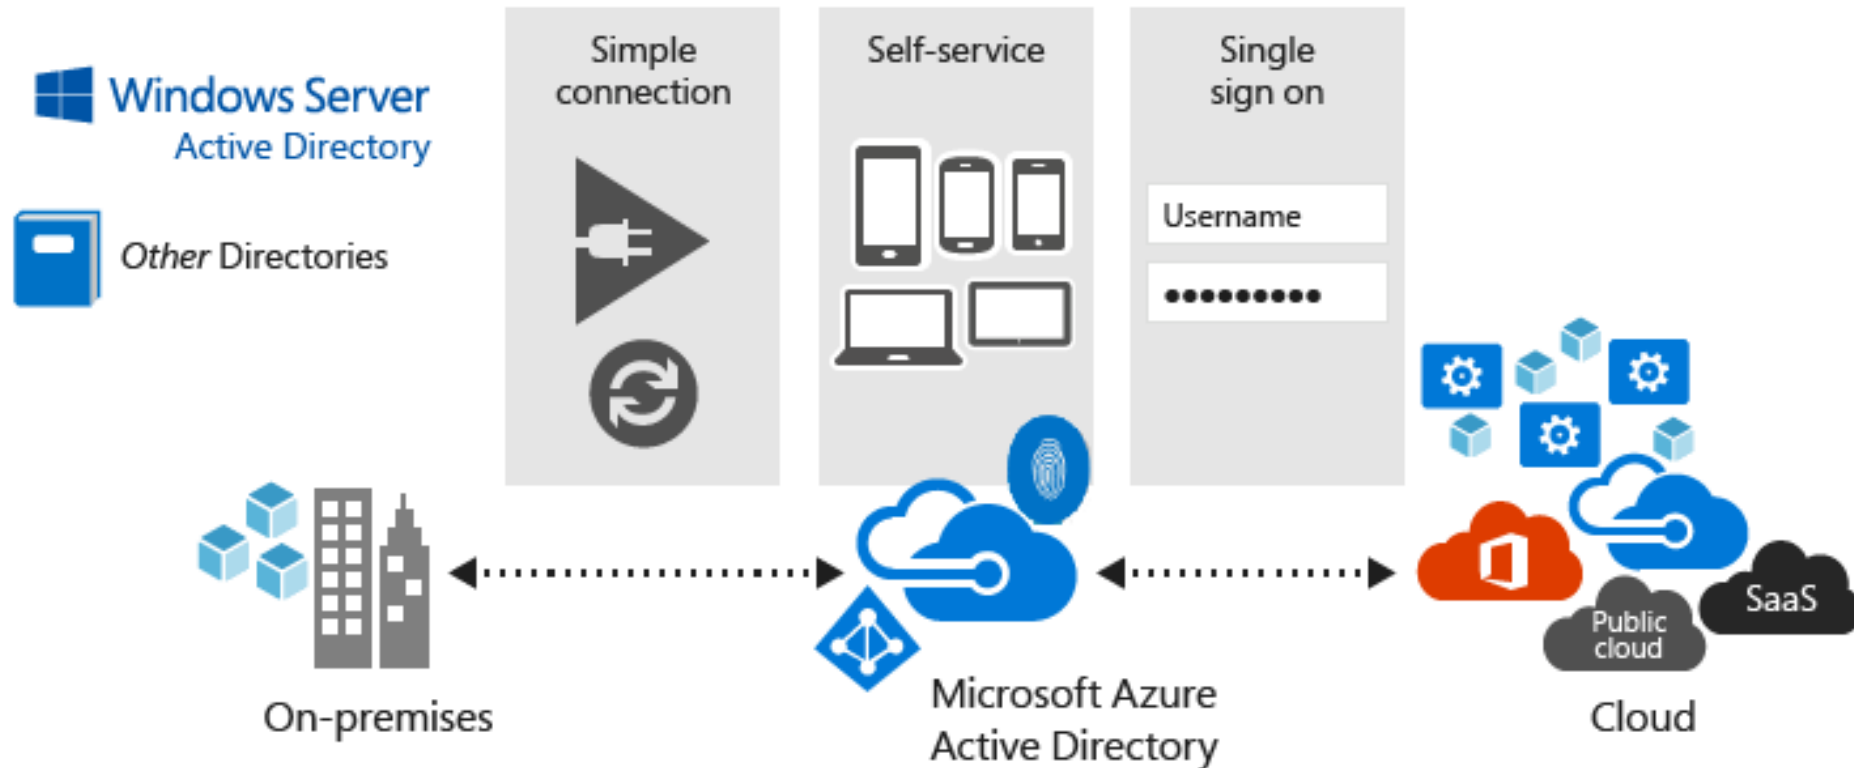 Windows Server
Active Directory
Other Directories
Simple
connection
Self-service
Single
sign on
Username
On-premises
Microsoft Azure
Active Directory
Public
cloud
SaaS
Cloud